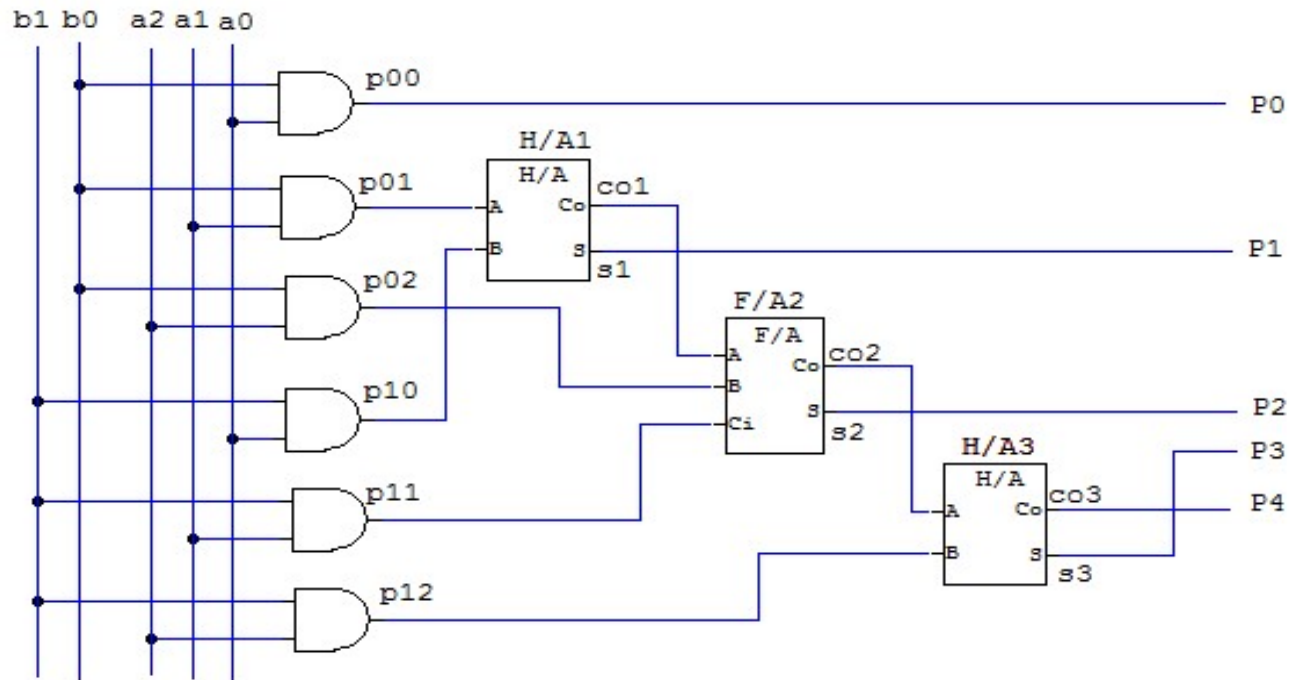 b1 b0 a2 a1 a0
p00
P0
H/A1
H/A
p01
co1
A
Co
B
S
P1
s1
p02
F/A2
F/A
A
co2
Co
B
p10
Ci
S
P2
s2
H/A3
P3
H/A
p11
co3
A
Co
P4
B
S
s3
p12